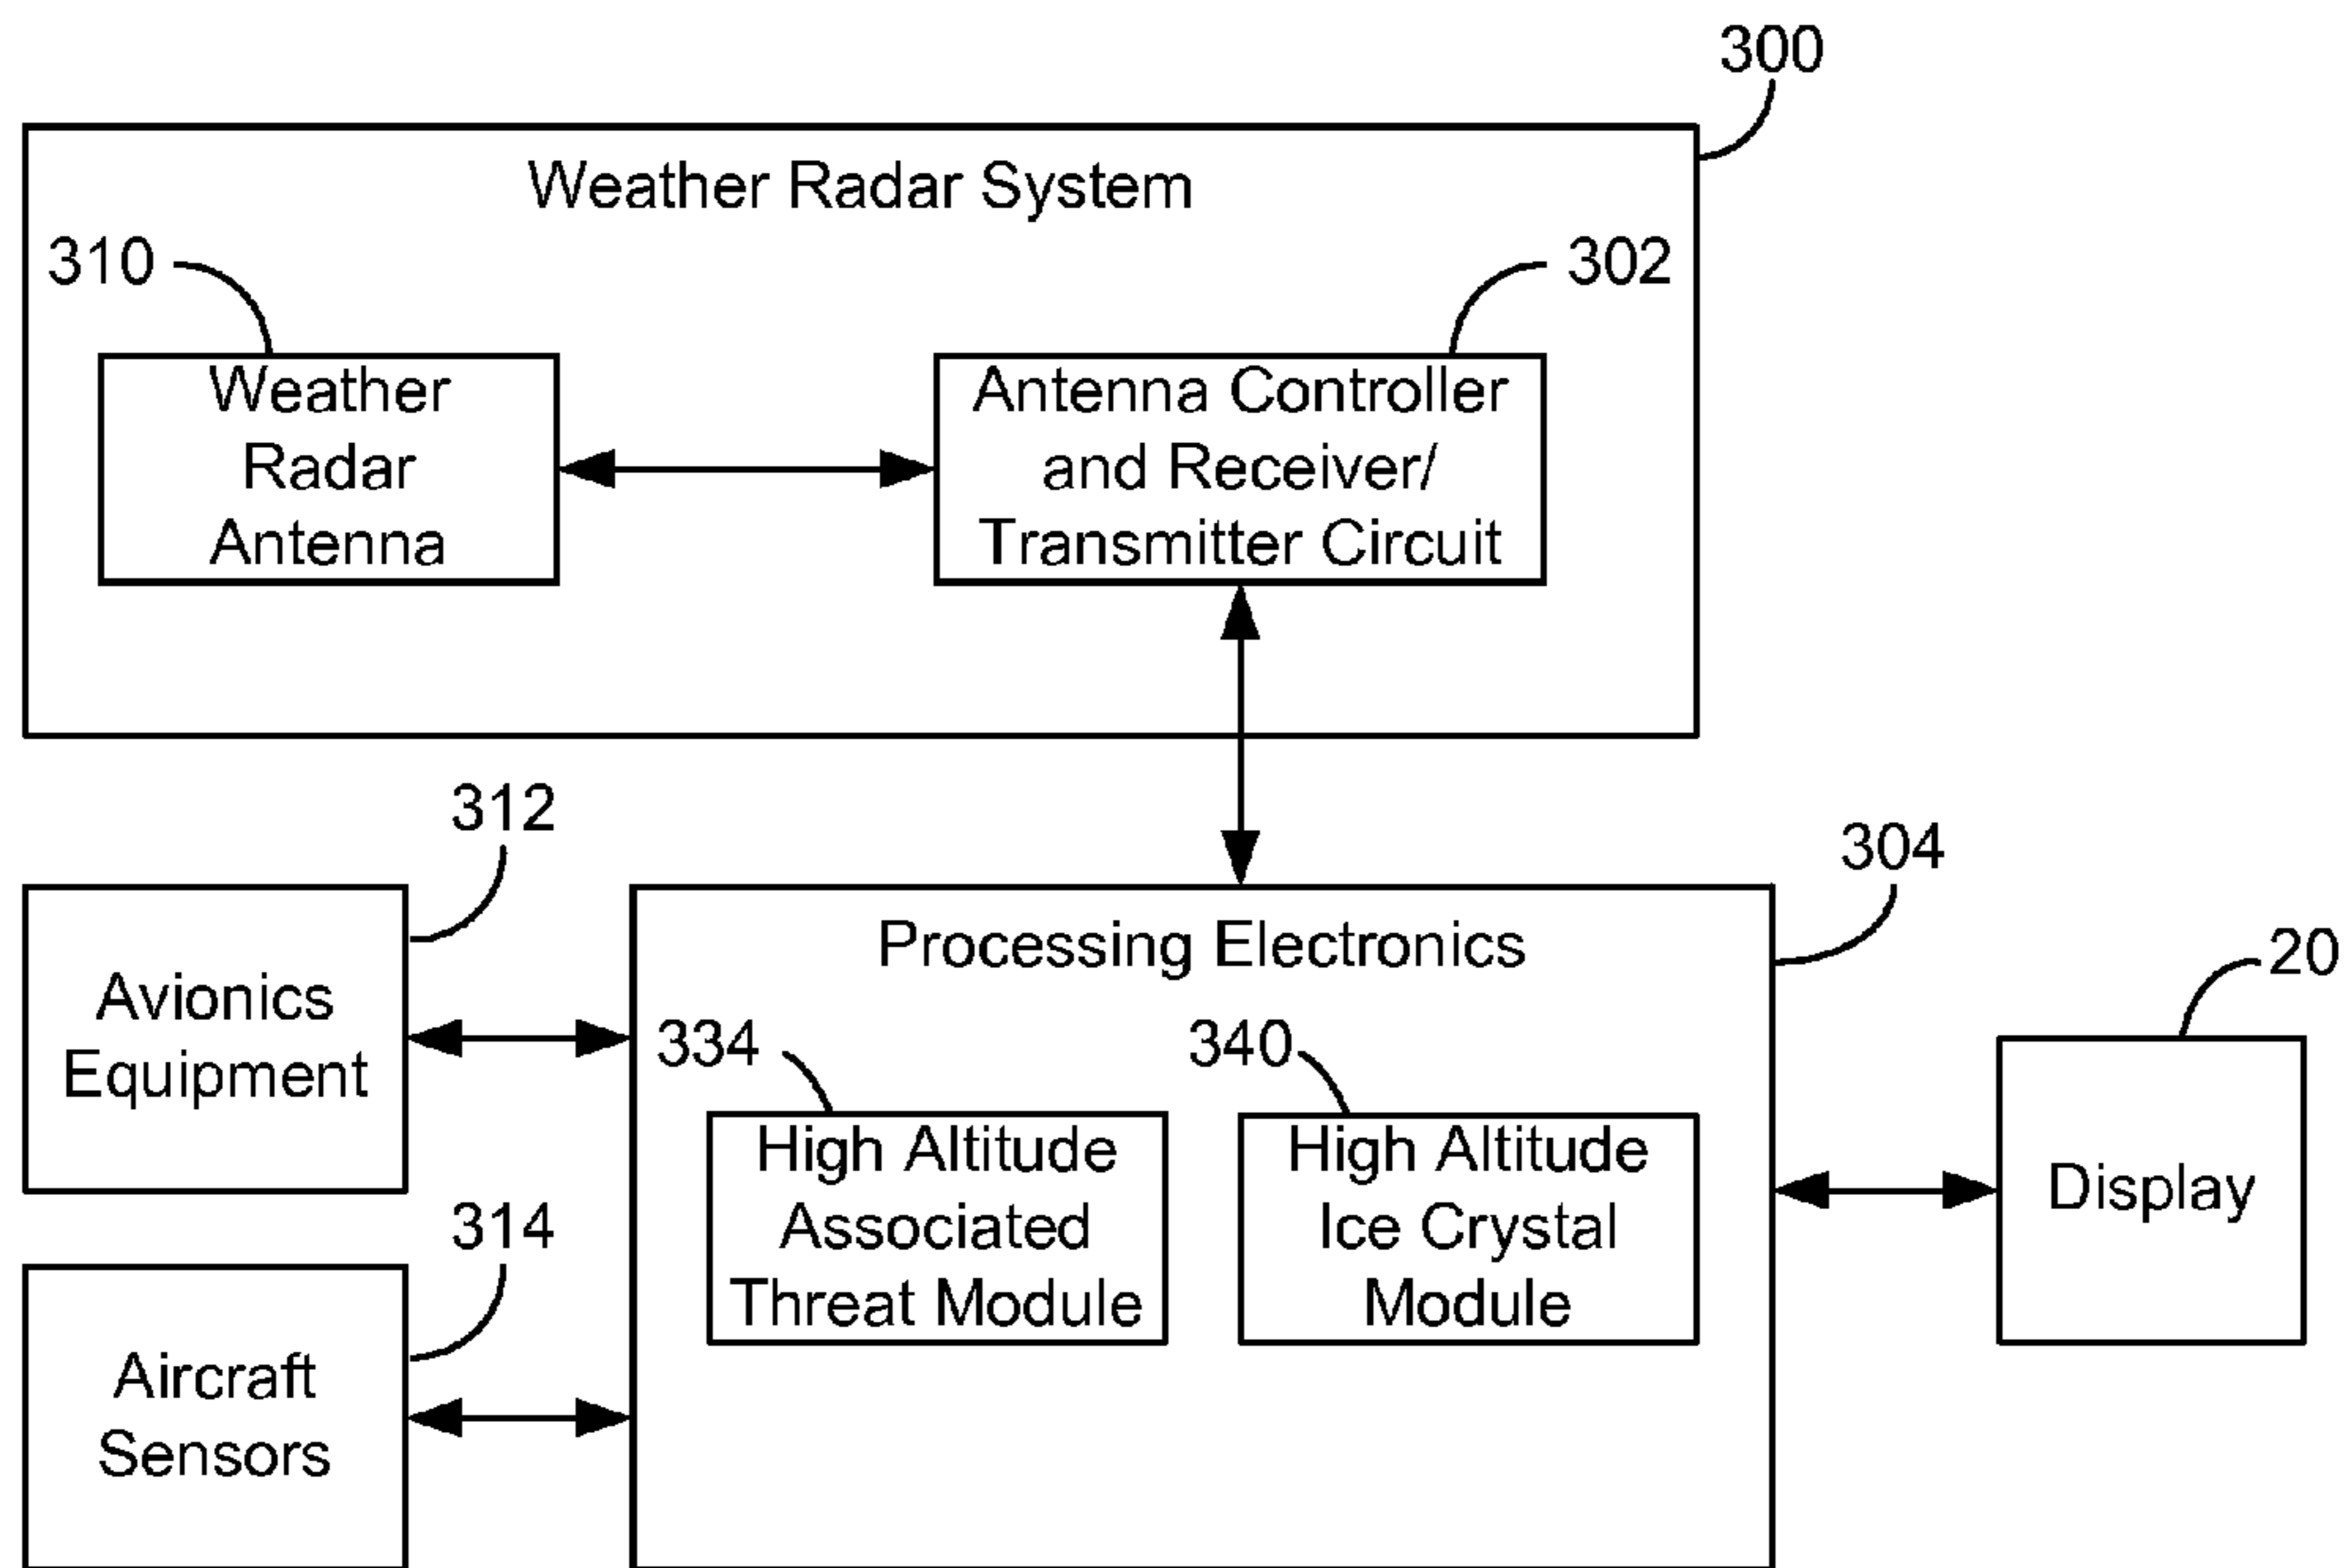 300
Weather Radar System
310
302
Weather
Radar
Antenna
Antenna Controller
and Receiver/
Transmitter Circuit
312
304
Avionics
Equipment
Processing Electronics
20
334
340
High Altitude
Associated
Threat Module
High Altitude
Ice Crystal
Module
Display
314
Aircraft
Sensors